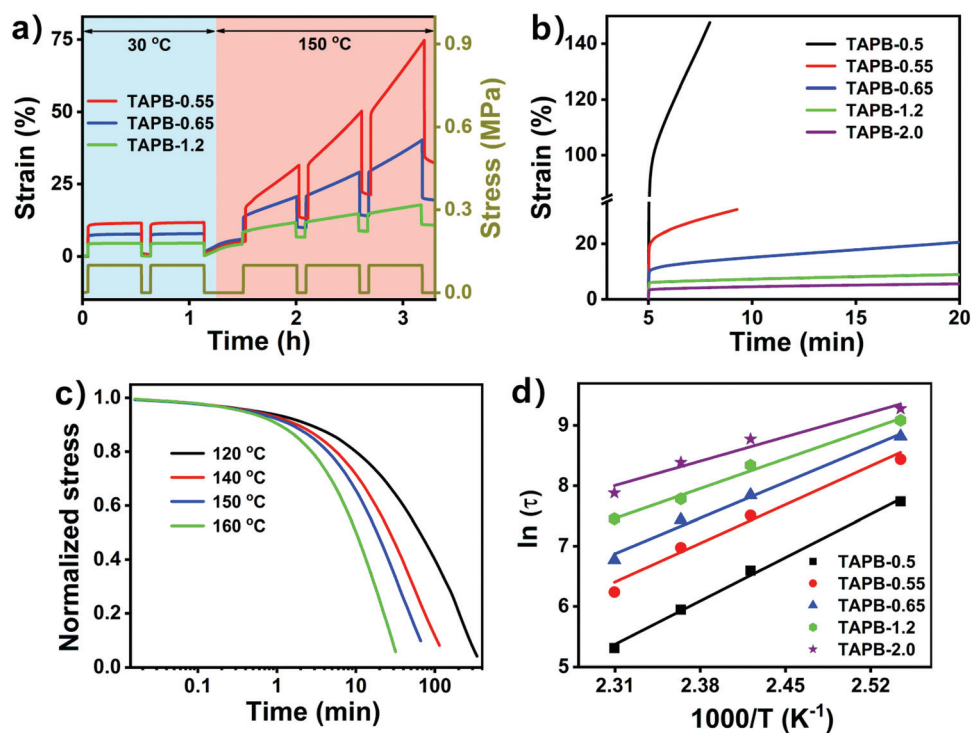 a)
30 °C
150 °C
TAPB-0.55
TAPB-0.65
TAPB-1.2
75
50
25
0
Strain (%)
0.9
0.6
0.3
0.0
Stress (MPa)
0 1 2 3
Time (h)
b)
TAPB-0.5
TAPB-0.55
TAPB-0.65
TAPB-1.2
TAPB-2.0
140
120
100
20
0
Strain (%)
5 10 15 20
Time (min)
c)
1.0
0.8
0.6
0.4
0.2
0.0
Normalized stress
120 °C
140 °C
150 °C
160 °C
0.1 1 10 100
Time (min)
d)
9
8
7
6
5
ln (τ)
TAPB-0.5
TAPB-0.55
TAPB-0.65
TAPB-1.2
TAPB-2.0
2.31 2.38 2.45 2.52
1000/T (K⁻¹)